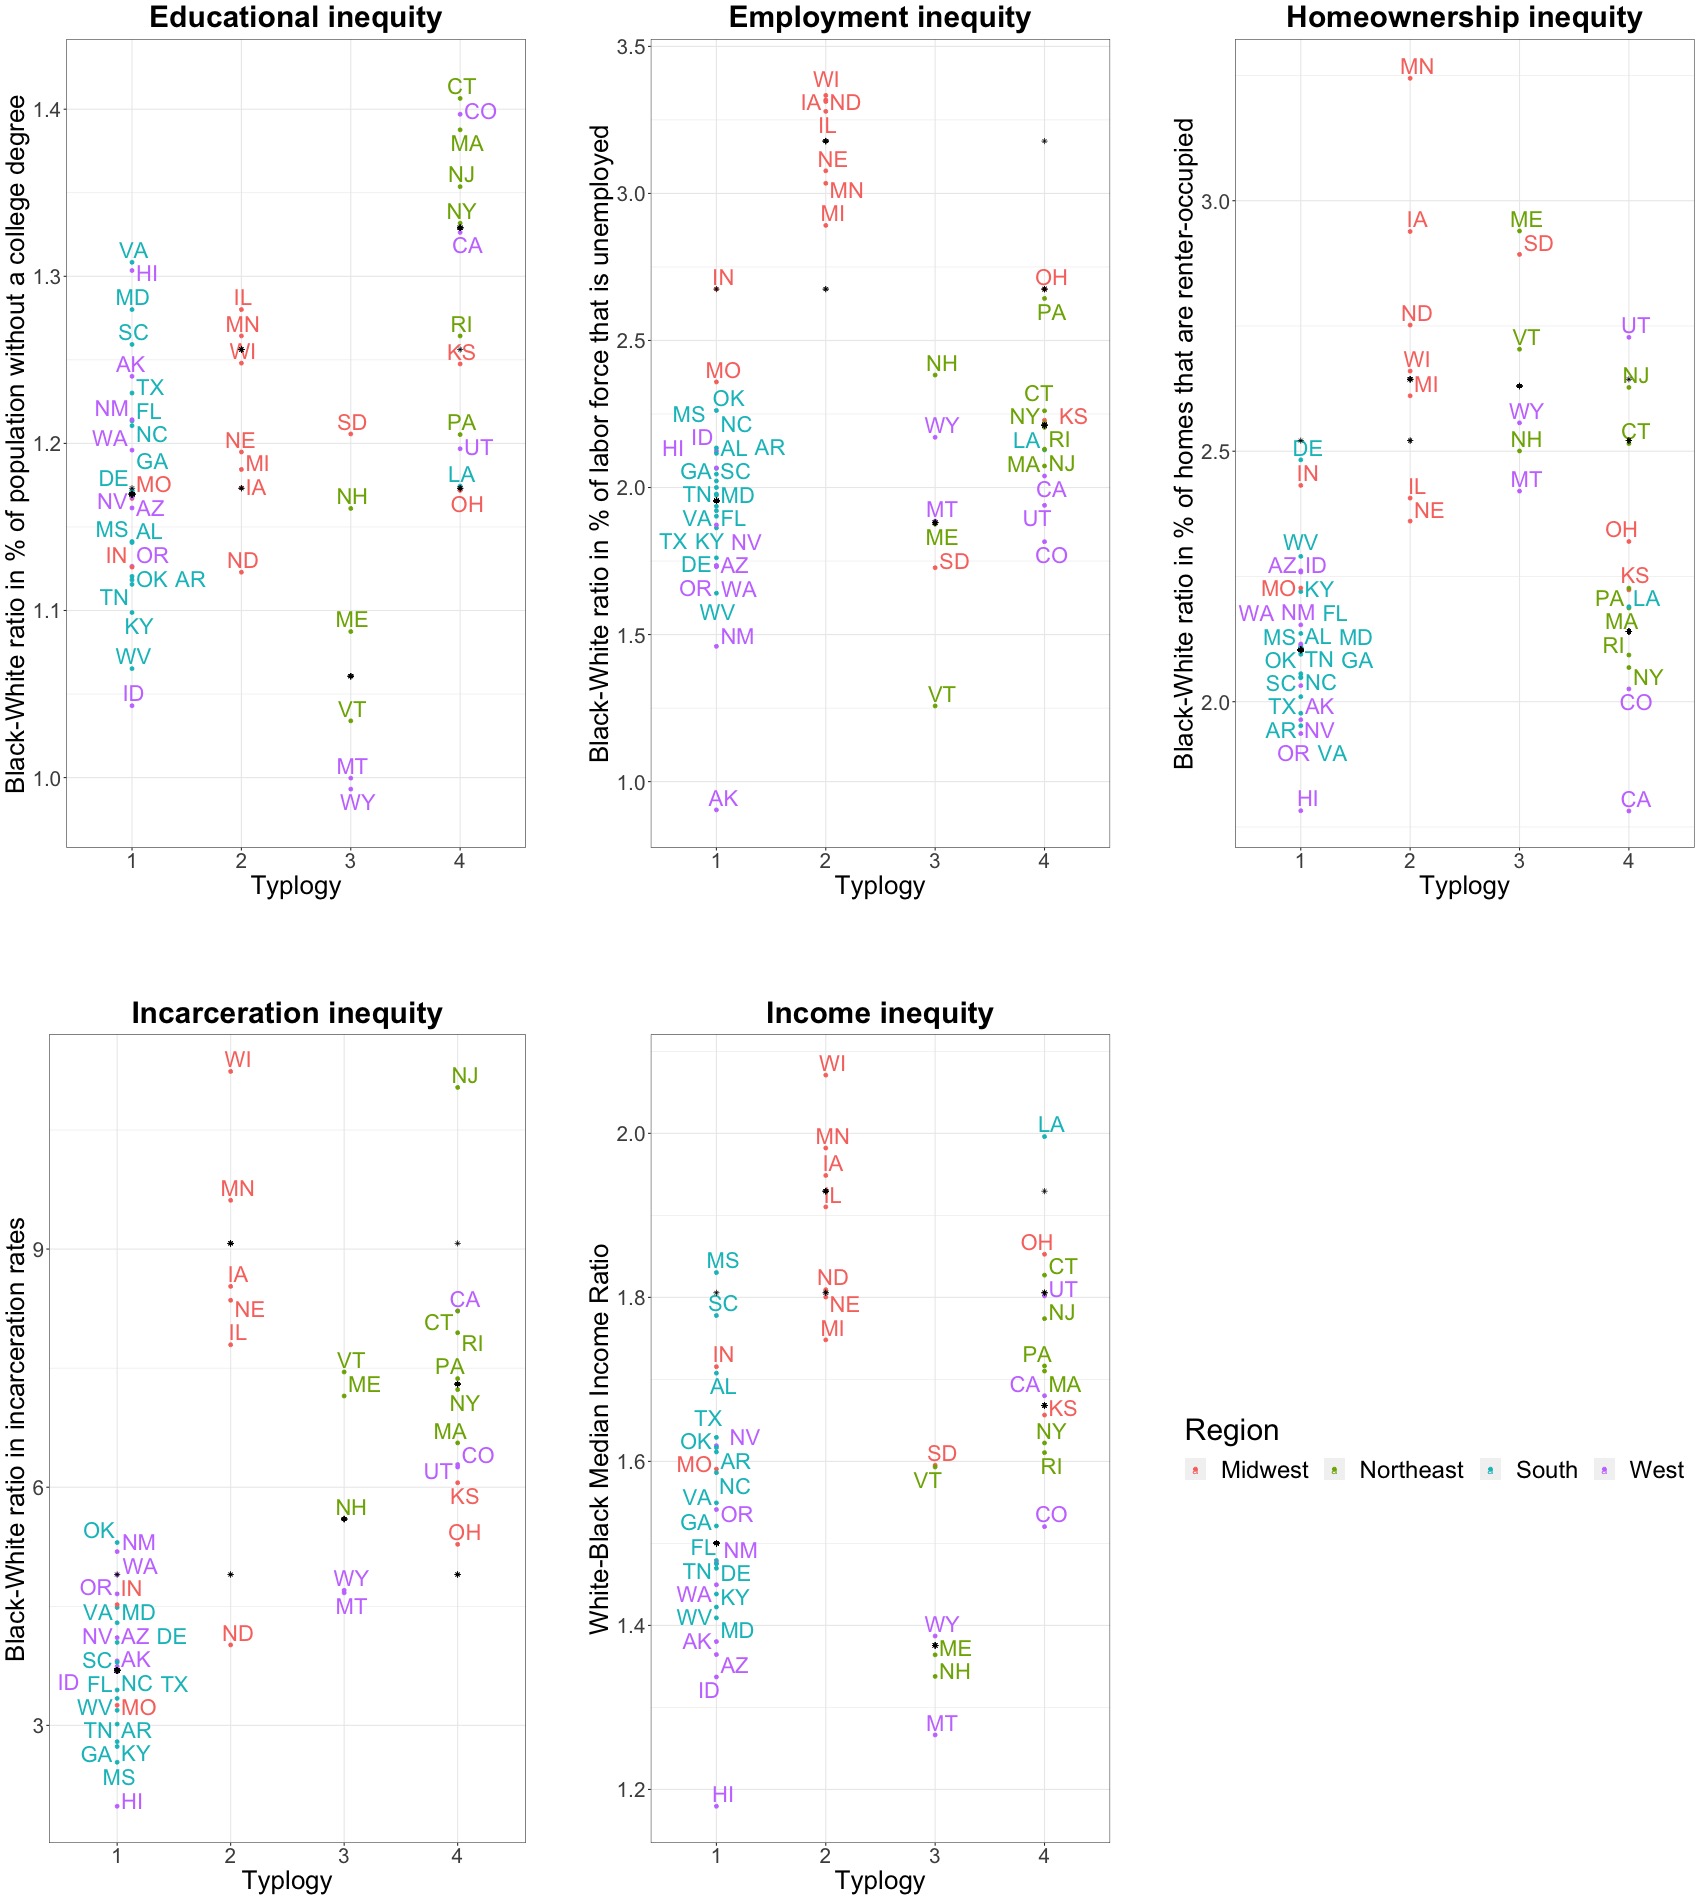 Educational inequity
Black-White ratio in % of population without a college degree
1.4
1.3
1.2
1.1
1.0
VA
HI
MD
SC
AK
TX
NM FL
NC
WA
GA
DE
MO
NV AZ
MS AL
IN OR
OK AR
TN
KY
WV
ID
IL
MN
WI
NE
MI
IA
ND
SD
NH
ME
VT
MT
WY
CT
CO
MA
NJ
NY
CA
RI
KS
PA
UT
LA
OH
1 2 3 4
Typlogy
Employment inequity
Black-White ratio in % of labor force that is unemployed
3.5
3.0
2.5
2.0
1.5
1.0
IN
MO
OK
MS
NC
ID
HI AL AR
GA SC
TN MD
VA FL
TX KY NV
DE AZ
OR WA
WV
NM
AK
WI
IA ND
IL
NE
MN
MI
NH
WY
MT
ME
SD
VT
OH
PA
CT
NY KS
LA RI
MA NJ
CA
UT
CO
1 2 3 4
Typlogy
Homeownership inequity
Black-White ratio in % of homes that are renter-occupied
3.0
2.5
2.0
DE
IN
WV
AZ ID
MO KY
WA NM FL
MS AL MD
OK TN GA
SC NC
TX AK
AR NV
OR VA
HI
MN
IA
ND
WI
MI
IL
NE
ME
SD
VT
WY
NH
MT
UT
NJ
CT
OH
KS
PA LA
MA
RI
NY
CO
CA
1 2 3 4
Typlogy
Incarceration inequity
Black-White ratio in incarceration rates
9
6
3
OK
NM
WA
OR IN
VA MD
NV AZ DE
SC AK
ID FL NC TX
WV MO
TN AR
GA KY
MS
HI
WI
MN
IA
NE
IL
ND
VT
ME
NH
WY
MT
NJ
CA
CT
RI
PA
NY
MA
CO
UT
KS
OH
1 2 3 4
Typlogy
Income inequity
White-Black Median Income Ratio
2.0
1.8
1.6
1.4
1.2
MS
SC
IN
AL
TX
OK NV
MO AR
NC
VA
OR
GA
FL NM
TN DE
WA KY
WV
MD
AK
AZ
ID
HI
WI
MN
IA
IL
ND
NE
MI
SD
VT
WY
ME
NH
MT
LA
OH
CT
UT
NJ
PA
CA MA
KS
NY
RI
CO
1 2 3 4
Typlogy
Region
Midwest Northeast South West